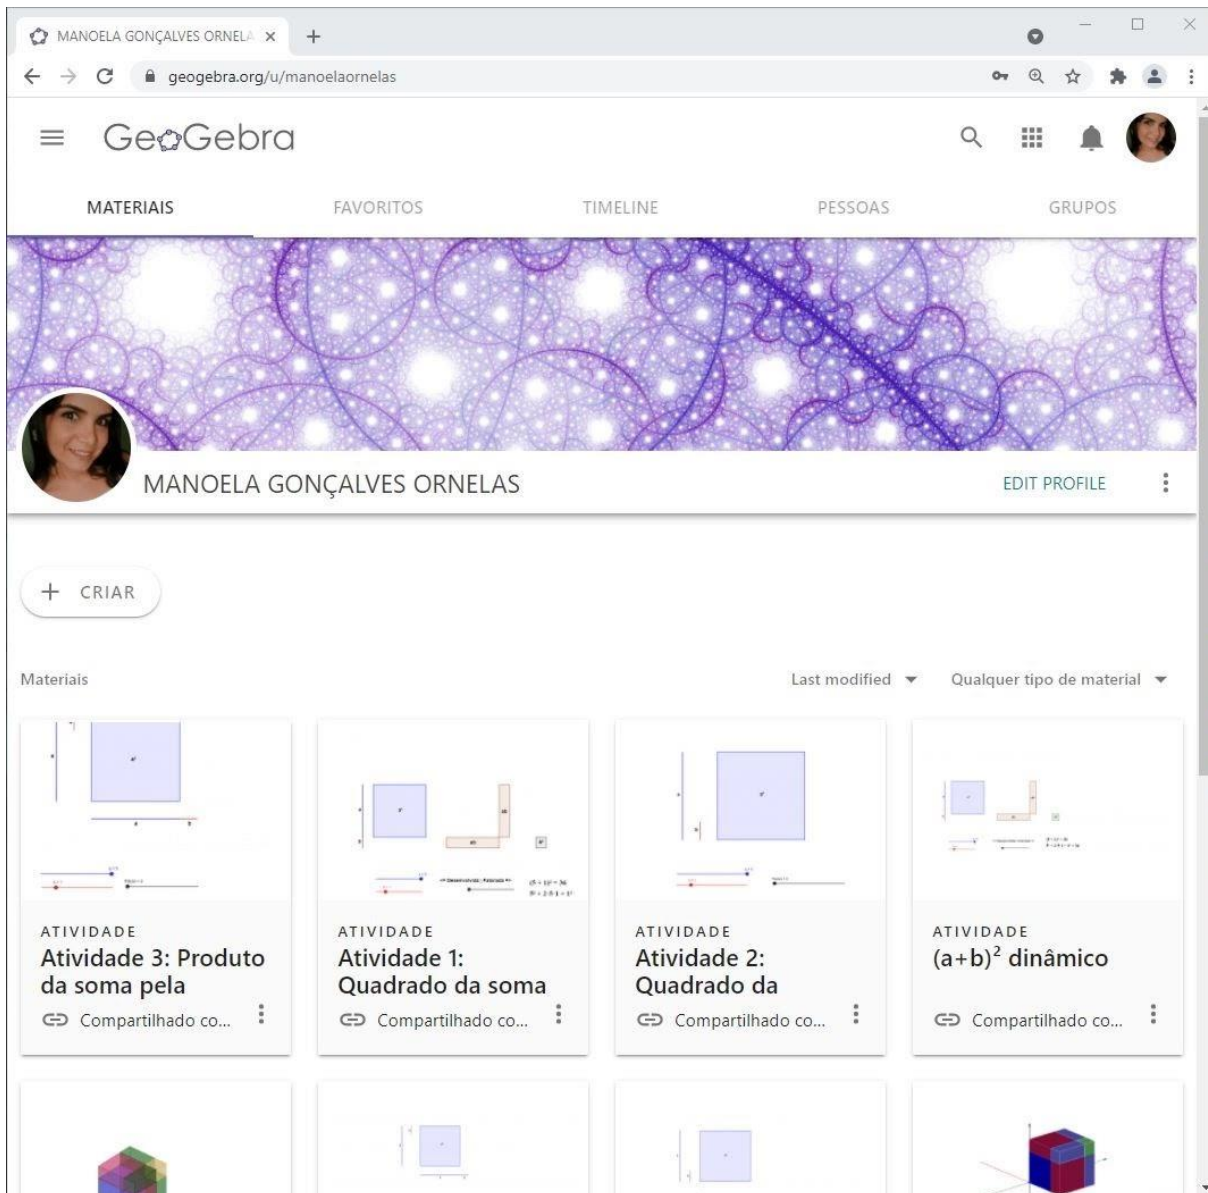 MANOELA GONÇALVES ORNELA
geogebra.org/u/manoelaornelas
GeoGebra
MATERIAIS FAVORITOS TIMELINE PESSOAS GRUPOS
MANOELA GONÇALVES ORNELAS
EDIT PROFILE
+ CRIAR
Materiais
Last modified
Qualquer tipo de material
ATIVIDADE
Atividade 3: Produto
da soma pela
Compartilhado co...
ATIVIDADE
Atividade 1:
Quadrado da soma
Compartilhado co...
ATIVIDADE
Atividade 2:
Quadrado da
Compartilhado co...
ATIVIDADE
(a+b)² dinâmico
Compartilhado co...